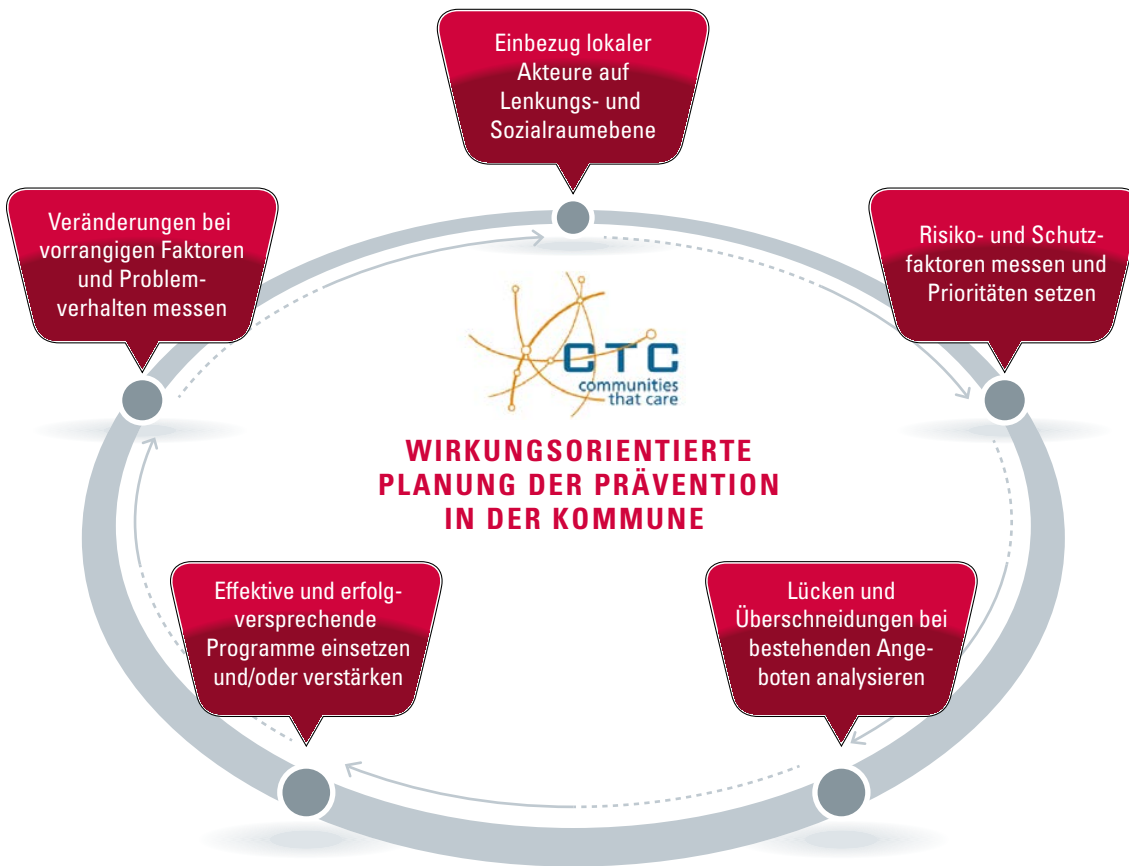 Einbezug lokaler
Akteure auf
Lenkungs- und
Sozialraumebene
Risiko- und Schutz-
faktoren messen und
Prioritäten setzen
Lücken und
Überschneidungen bei
bestehenden Ange-
boten analysieren
Effektive und erfolg-
versprechende
Programme einsetzen
und/oder verstärken
Veränderungen bei
vorrangigen Faktoren
und Problem-
verhalten messen
CTC
communities
that care
WIRKUNGSORIENTIERTE
PLANUNG DER PRÄVENTION
IN DER KOMMUNE